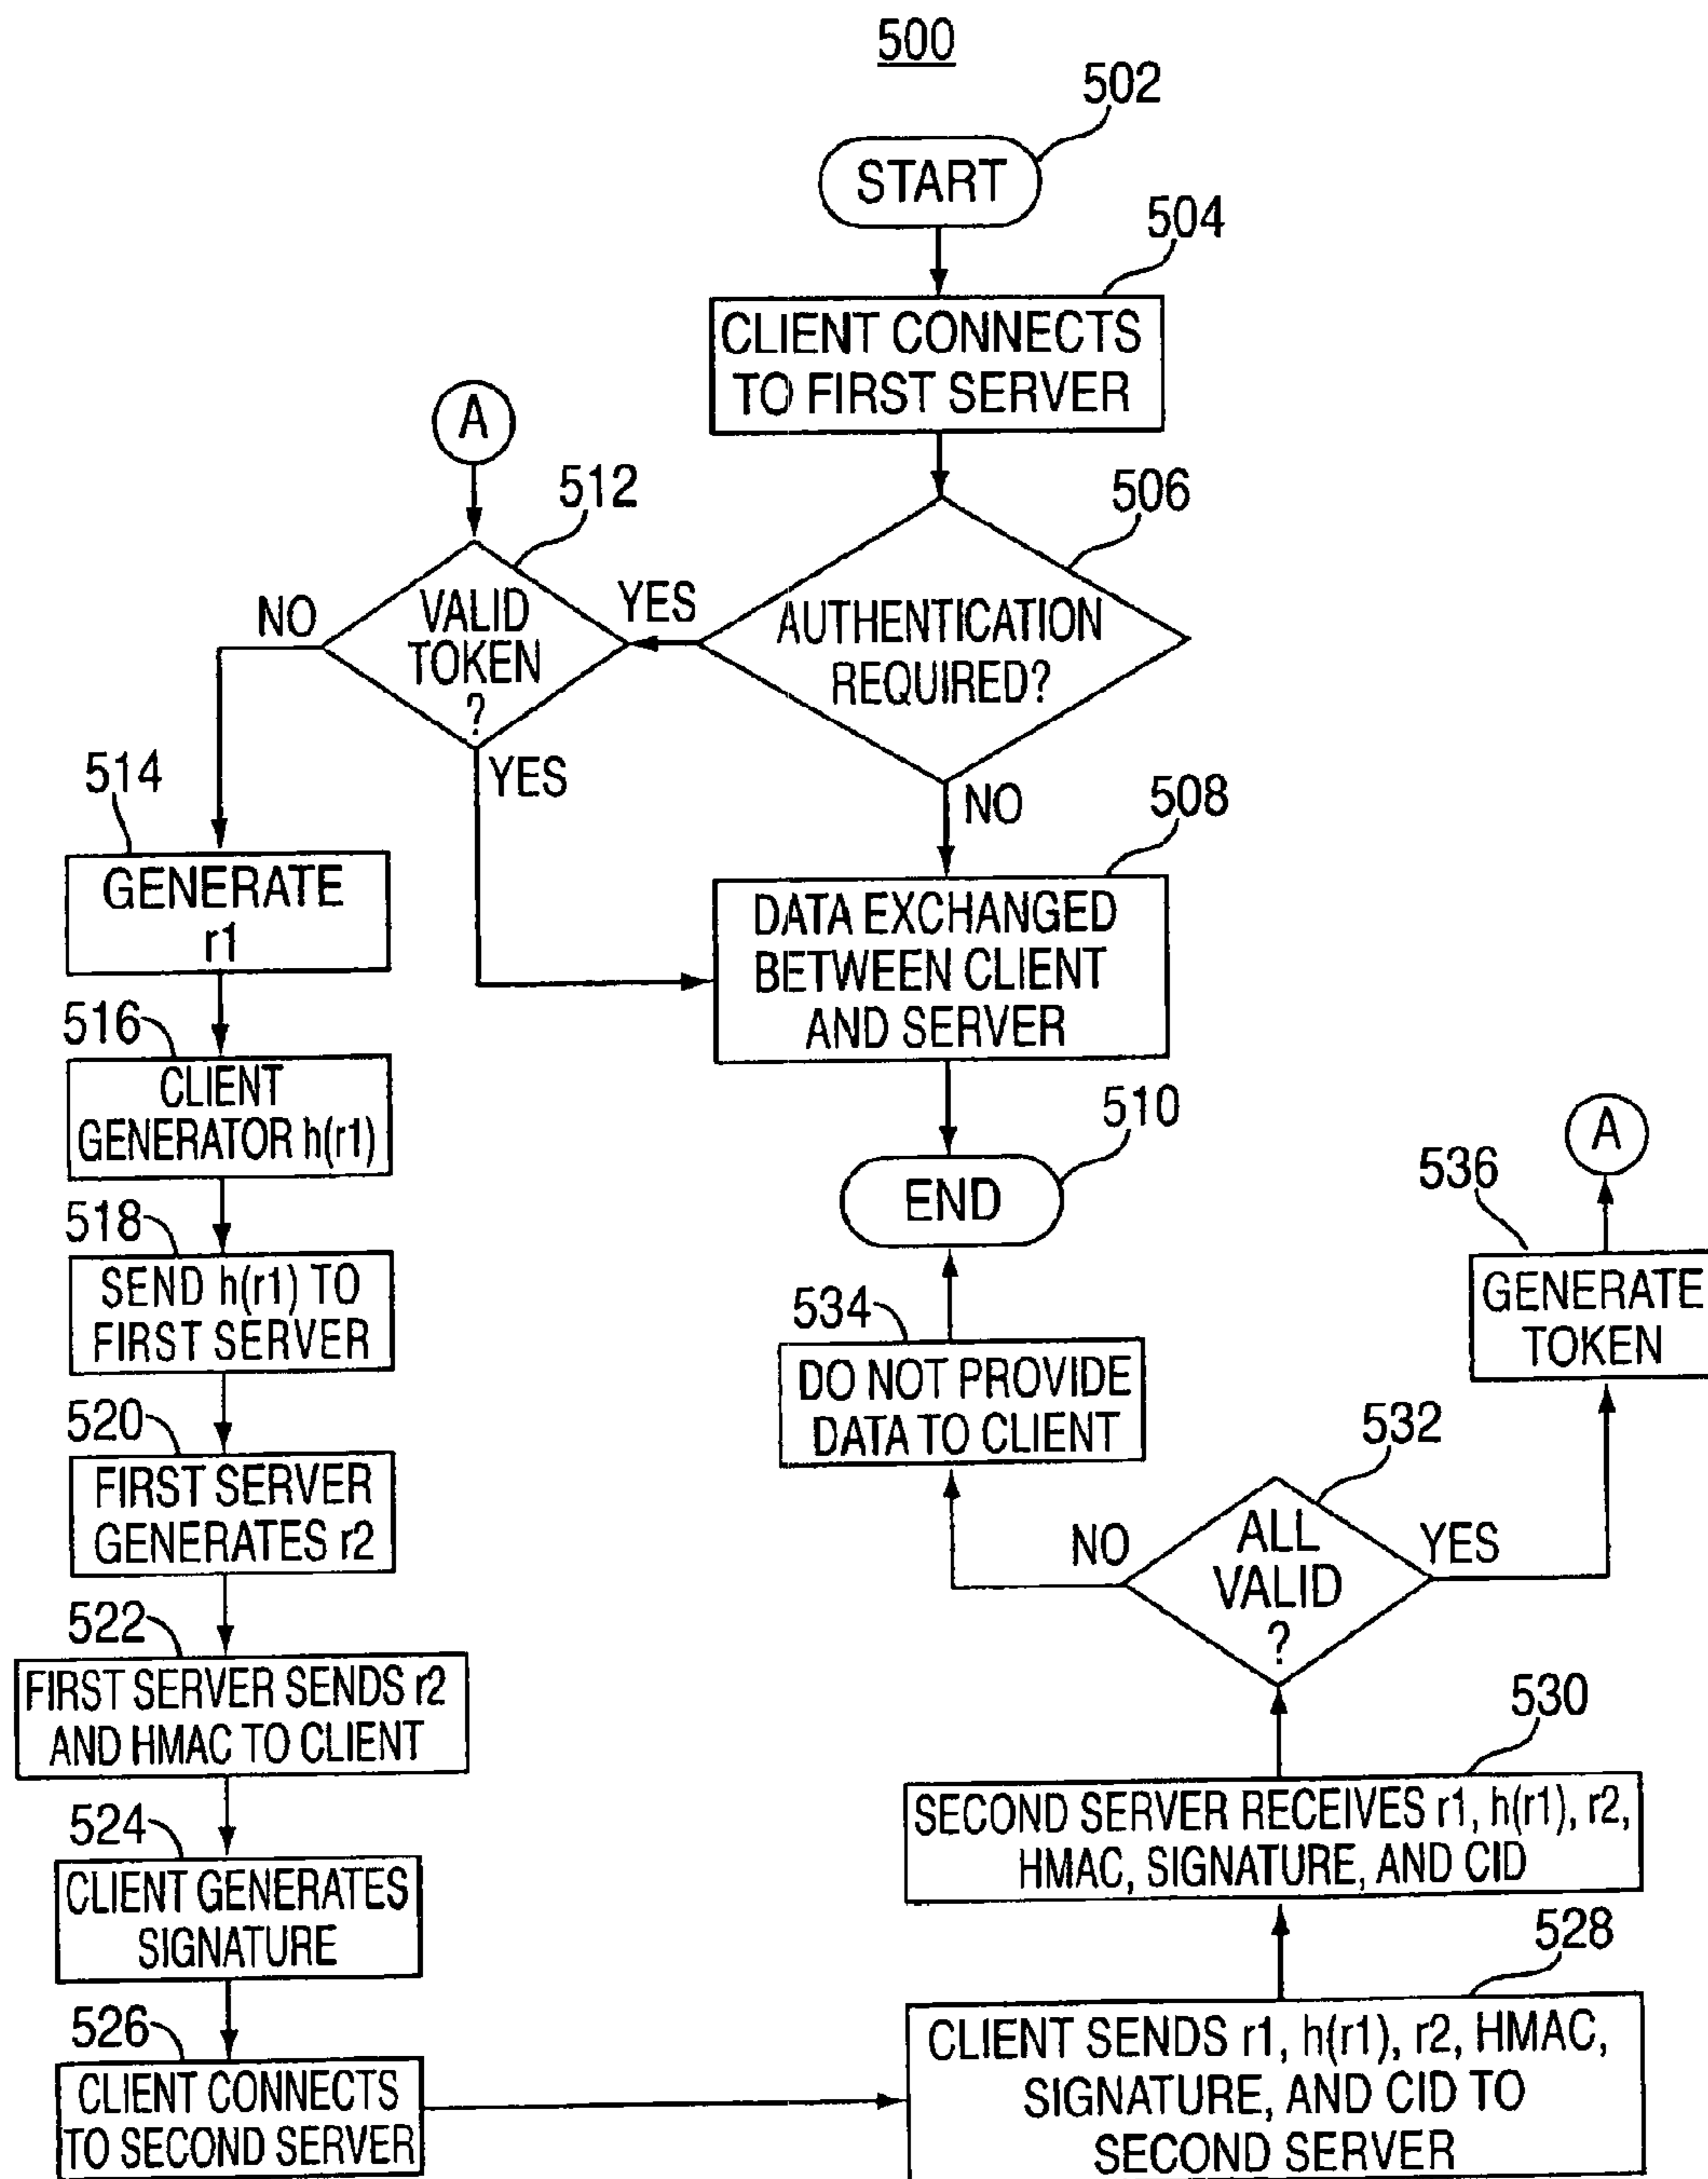 500
502
START
504
CLIENT CONNECTS
TO FIRST SERVER
A
512
506
NO
VALID
TOKEN
?
YES
AUTHENTICATION
REQUIRED?
YES
NO
514
GENERATE
r1
508
DATA EXCHANGED
BETWEEN CLIENT
AND SERVER
516
CLIENT
GENERATOR h(r1)
510
END
A
518
SEND h(r1) TO
FIRST SERVER
536
GENERATE
TOKEN
534
DO NOT PROVIDE
DATA TO CLIENT
520
FIRST SERVER
GENERATES r2
532
NO
ALL
VALID
?
YES
522
FIRST SERVER SENDS r2
AND HMAC TO CLIENT
530
SECOND SERVER RECEIVES r1, h(r1), r2,
HMAC, SIGNATURE, AND CID
524
CLIENT GENERATES
SIGNATURE
528
CLIENT SENDS r1, h(r1), r2, HMAC,
SIGNATURE, AND CID TO
SECOND SERVER
526
CLIENT CONNECTS
TO SECOND SERVER